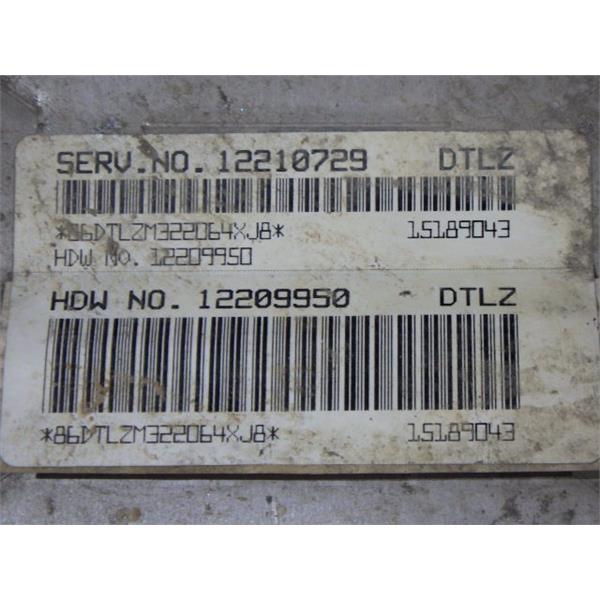 SERV.NO. 12210729 DTLZ
*86DTLZM322064XJ8* 15189043
HDW NO. 12209950
HDW NO. 12209950 DTLZ
*86DTLZM322064XJ8* 15189043